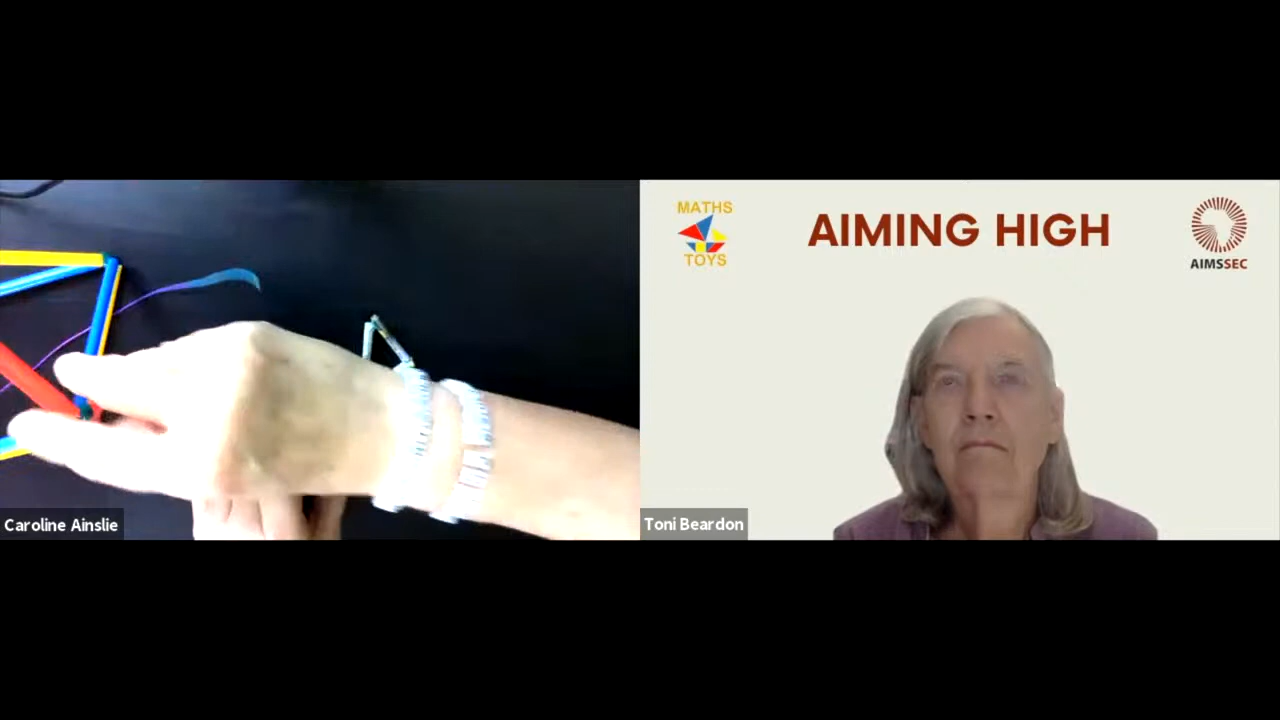 MATHS
TOYS
AIMING HIGH
AIMSSEC
Caroline Ainslie
Toni Beardon